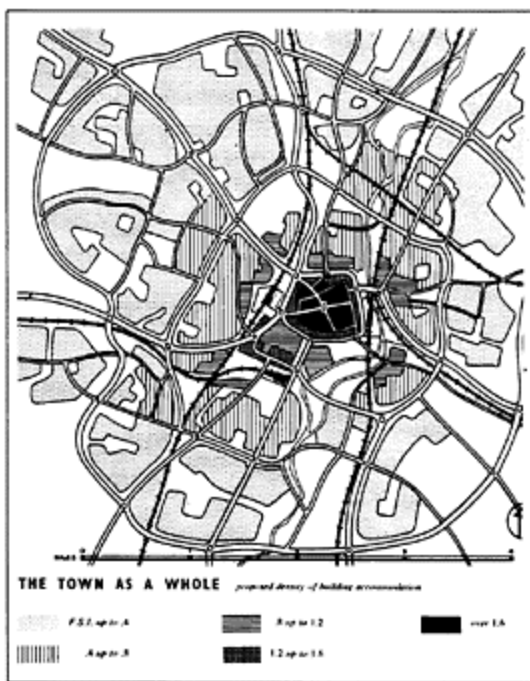 MILES
THE TOWN AS A WHOLE proposed density of building accommodation
F.S.I. up to .4 .8 up to 1.2 over 1.6
.4 up to .8 1.2 up to 1.6